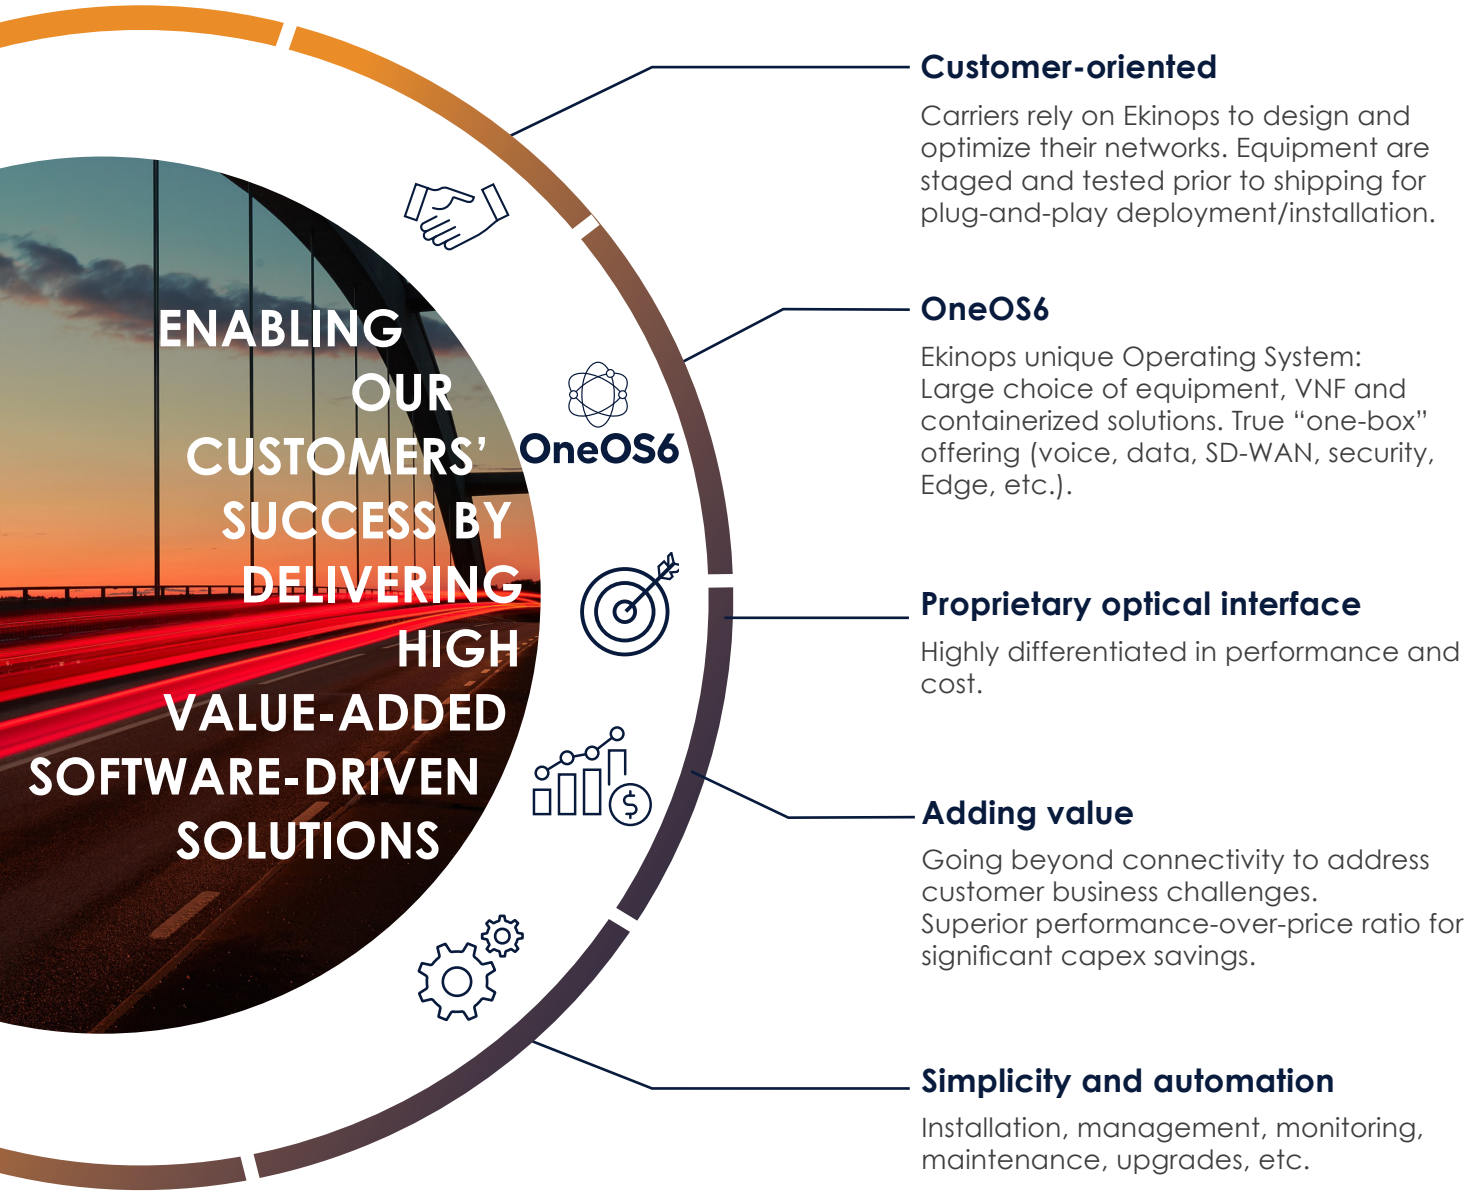 ENABLING
OUR
CUSTOMERS’
SUCCESS BY
DELIVERING
HIGH
VALUE-ADDED
SOFTWARE-DRIVEN
SOLUTIONS
OneOS6
$
Customer-oriented
Carriers rely on Ekinops to design and
optimize their networks. Equipment are
staged and tested prior to shipping for
plug-and-play deployment/installation.
OneOS6
Ekinops unique Operating System:
Large choice of equipment, VNF and
containerized solutions. True “one-box”
offering (voice, data, SD-WAN, security,
Edge, etc.).
Proprietary optical interface
Highly differentiated in performance and
cost.
Adding value
Going beyond connectivity to address
customer business challenges.
Superior performance-over-price ratio for
significant capex savings.
Simplicity and automation
Installation, management, monitoring,
maintenance, upgrades, etc.